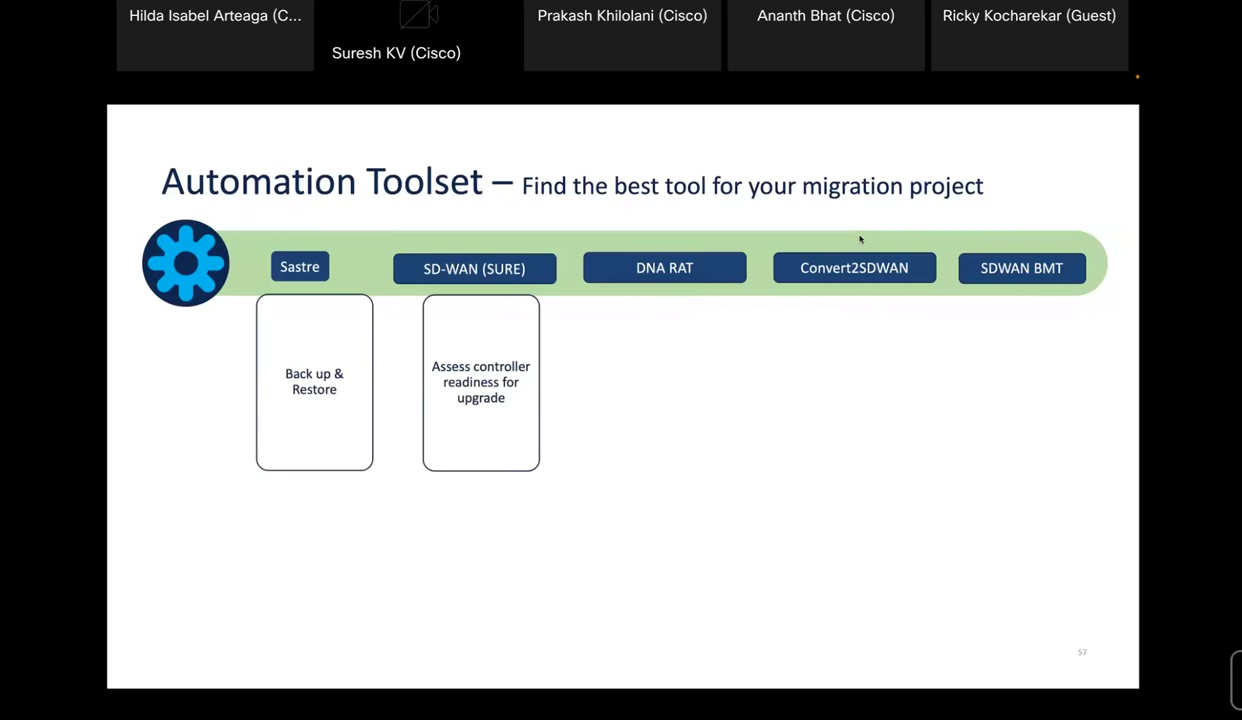 Hilda Isabel Arteaga (C...
Suresh KV (Cisco)
Prakash Khilolani (Cisco)
Ananth Bhat (Cisco)
Ricky Kocharekar (Guest)
Automation Toolset – Find the best tool for your migration project
Sastre
SD-WAN (SURE)
DNA RAT
Convert2SDWAN
SDWAN BMT
Back up &
Restore
Assess controller
readiness for
upgrade
57